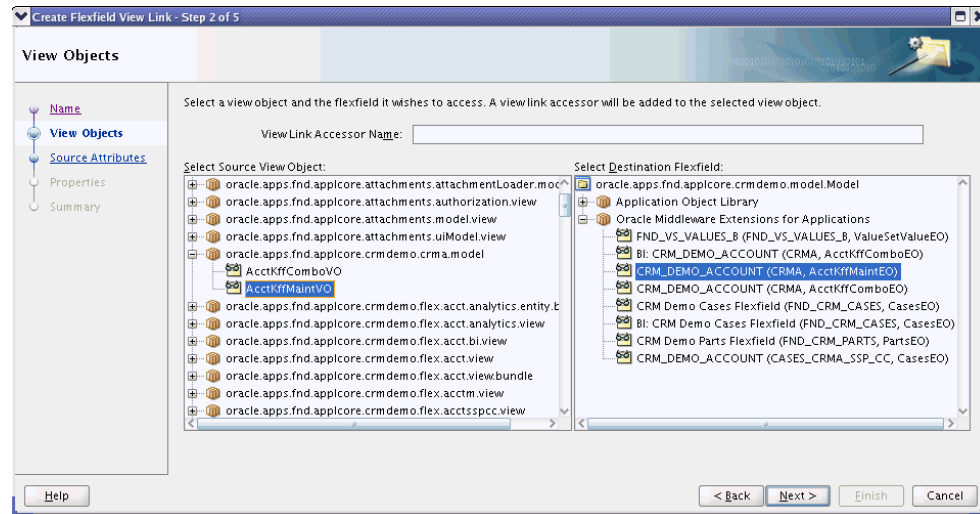 Create Flexfield View Link - Step 2 of 5
View Objects
Name
View Objects
Source Attributes
Properties
Summary
Select a view object and the flexfield it wishes to access. A view link accessor will be added to the selected view object.
View Link Accessor Name:
Select Source View Object:
oracle.apps.fnd.applcore.attachments.attachmentLoader.moc
oracle.apps.fnd.applcore.attachments.authorization.view
oracle.apps.fnd.applcore.attachments.model.view
oracle.apps.fnd.applcore.attachments.uiModel.view
oracle.apps.fnd.applcore.crmdemo.crma.model
AcctKffComboVO
AcctKffMaintVO
oracle.apps.fnd.applcore.crmdemo.flex.acct.analytics.entity.b
oracle.apps.fnd.applcore.crmdemo.flex.acct.analytics.view
oracle.apps.fnd.applcore.crmdemo.flex.acct.bi.view
oracle.apps.fnd.applcore.crmdemo.flex.acct.view
oracle.apps.fnd.applcore.crmdemo.flex.acct.view.bundle
oracle.apps.fnd.applcore.crmdemo.flex.acctm.view
oracle.apps.fnd.applcore.crmdemo.flex.acctsspcc.view
Select Destination Flexfield:
oracle.apps.fnd.applcore.crmdemo.model.Model
Application Object Library
Oracle Middleware Extensions for Applications
FND_VS_VALUES_B (FND_VS_VALUES_B, ValueSetValueEO)
BI: CRM_DEMO_ACCOUNT (CRMA, AcctKffComboEO)
CRM_DEMO_ACCOUNT (CRMA, AcctKffMaintEO)
CRM_DEMO_ACCOUNT (CRMA, AcctKffComboEO)
CRM Demo Cases Flexfield (FND_CRM_CASES, CasesEO)
BI: CRM Demo Cases Flexfield (FND_CRM_CASES, CasesEO)
CRM Demo Parts Flexfield (FND_CRM_PARTS, PartsEO)
CRM_DEMO_ACCOUNT (CASES_CRMA_SSP_CC, CasesEO)
Help
< Back
Next >
Finish
Cancel